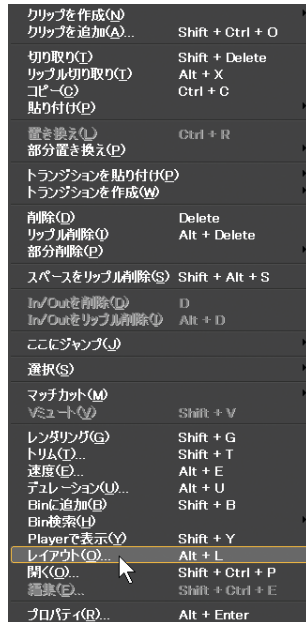 クリップを作成(N)
クリップを追加(A)... Shift + Ctrl + O
切り取り(T) Shift + Delete
リップル切り取り(T) Alt + X
コピー(C) Ctrl + C
貼り付け(P)
置き換え(L) Ctrl + R
部分置き換え(P)
トランジションを貼り付け(P)
トランジションを作成(W)
削除(D) Delete
リップル削除(I) Alt + Delete
部分削除(P)
スペースをリップル削除(S) Shift + Alt + S
In/Outを削除(D) D
In/Outをリップル削除(I) Alt + D
ここにジャンプ(J)
選択(S)
マッチカット(M)
Vミュート(V) Shift + V
レンダリング(G) Shift + G
トリム(T)... Shift + T
速度(E)... Alt + E
デュレーション(U)... Alt + U
Binに追加(B) Shift + B
Bin検索(H)
Playerで表示(Y) Shift + Y
レイアウト(O)... Alt + L
開く(O)... Shift + Ctrl + P
編集(E)... Shift + Ctrl + E
プロパティ(R)... Alt + Enter